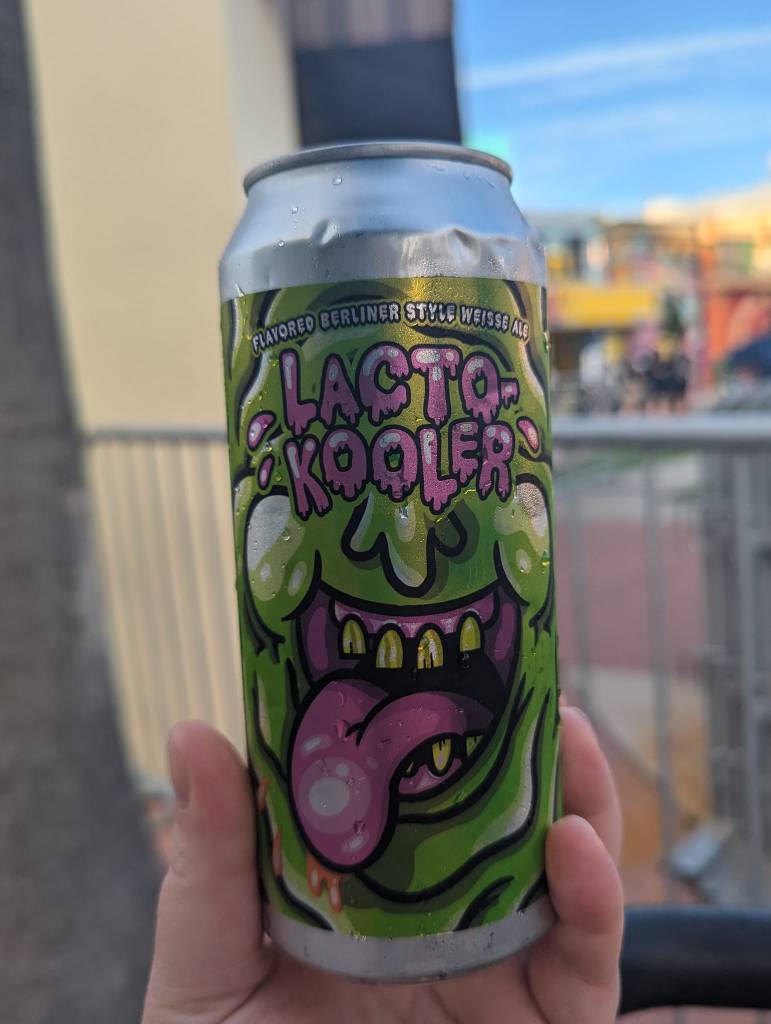 FLAVORED BERLINER STYLE WEISSE ALE
LACTO-
KOOLER